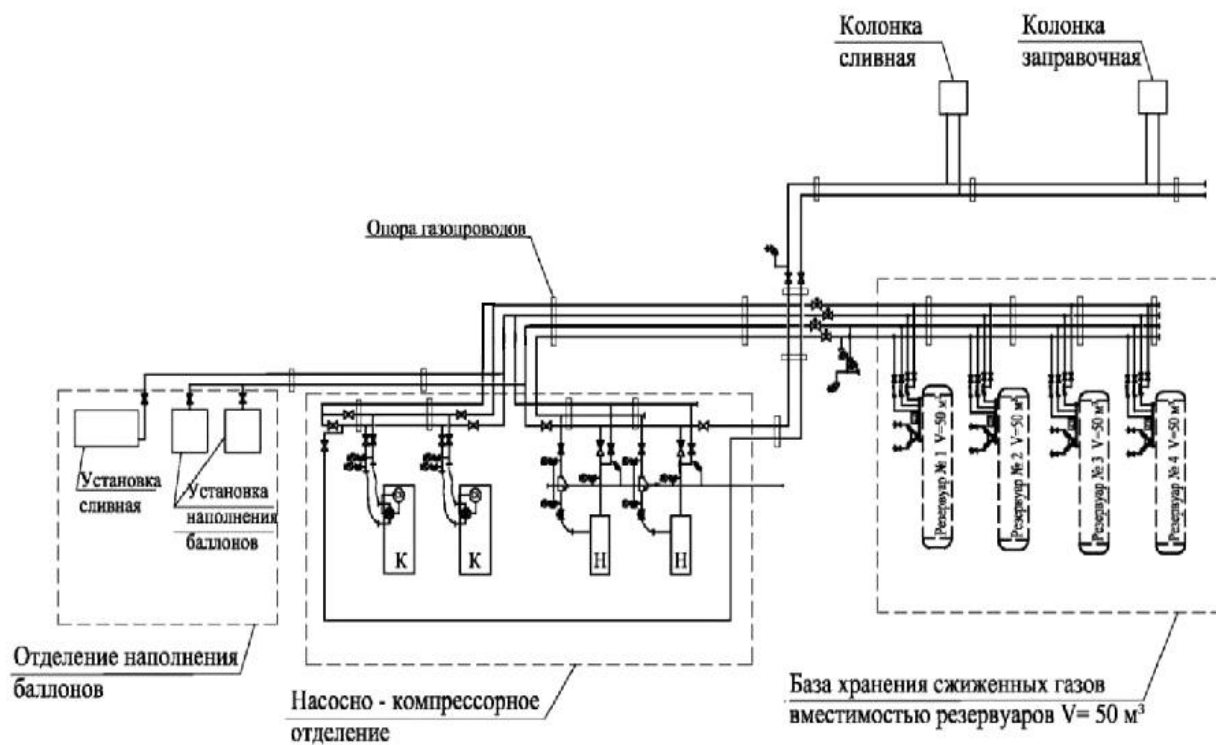 Колонка
сливная
Колонка
заправочная
Опора газопроводов
Установка
сливная
Установка
наполнения
баллонов
К
К
Н
Н
Резервуар № 1 V=50 м³
Резервуар № 2 V=50 м³
Резервуар № 3 V=50 м³
Резервуар № 4 V=50 м³
Отделение наполнения
баллонов
Насосно - компрессорное
отделение
База хранения сжиженных газов
вместимостью резервуаров V= 50 м³